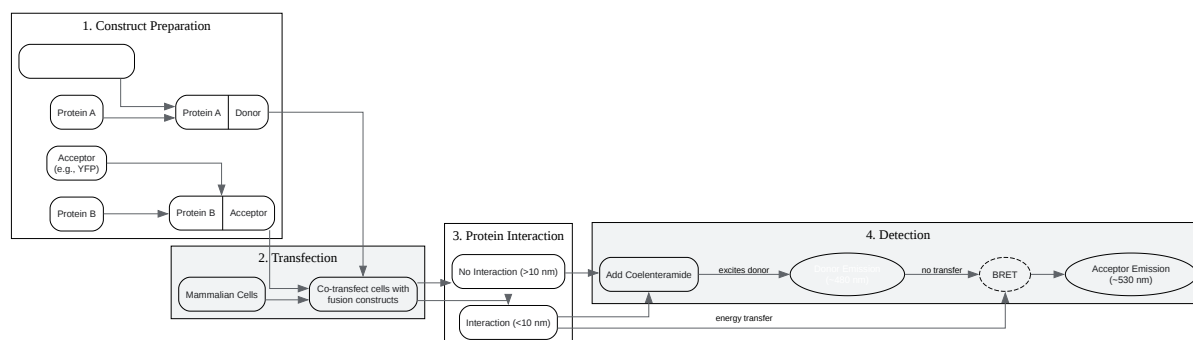 1. Construct Preparation
Protein A
Protein A
Donor
Acceptor
(e.g., YFP)
Protein B
Protein B
Acceptor
2. Transfection
Mammalian Cells
Co-transfect cells with
fusion constructs
3. Protein Interaction
No Interaction (>10 nm)
Interaction (<10 nm)
4. Detection
Add Coelenteramide
excites donor
Donor Emission
no transfer
BRET
Acceptor Emission
(~530 nm)
energy transfer